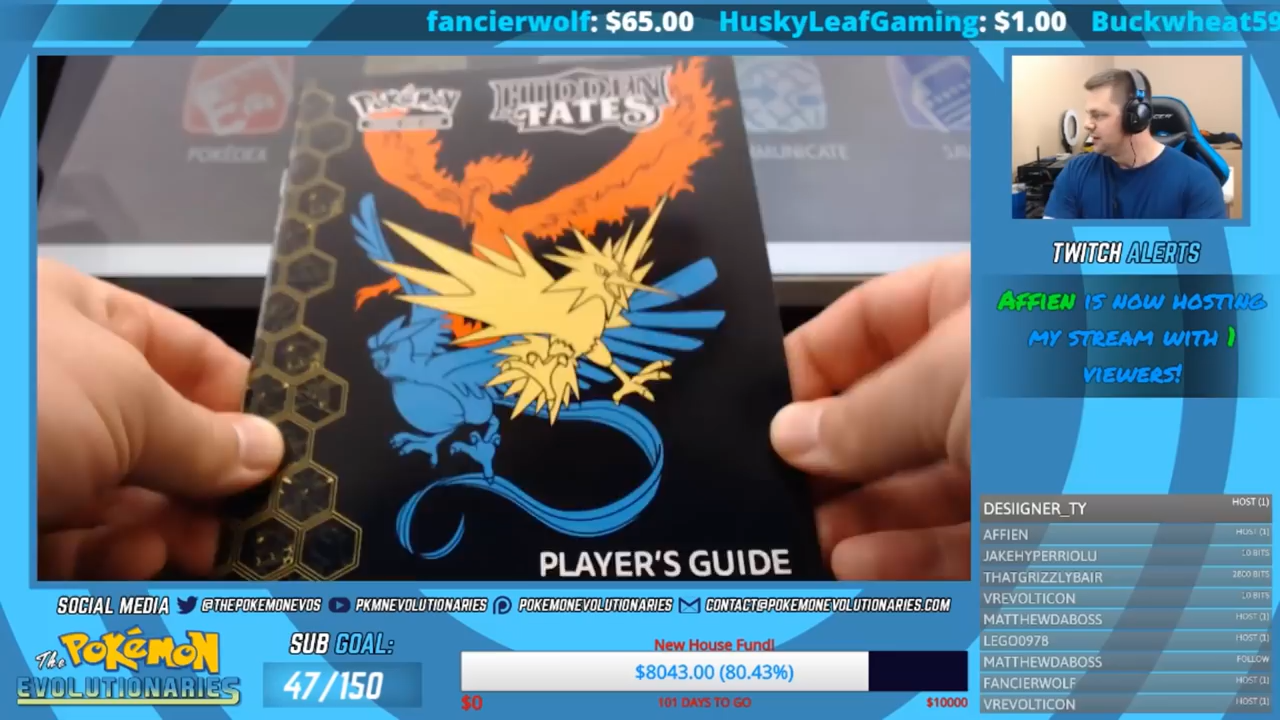 fancierwolf: $65.00 HuskyLeafGaming: $1.00 Buckwheat59
POKÉDEX
Pokémon
HIDDEN
FATES
PLAYER'S GUIDE
TWITCH ALERTS
AFFIEN IS NOW HOSTING
MY STREAM WITH 1
VIEWERS!
DESIIGNER_TY HOST (1)
AFFIEN HOST (1)
JAKEHYPERRIOLU 10 BITS
THATGRIZZLYBAIR 2800 BITS
VREVOLTICON 10 BITS
MATTHEWDABOSS HOST (1)
LEGO0978 HOST (1)
MATTHEWDABOSS FOLLOW
FANCIERWOLF HOST (1)
VREVOLTICON HOST (1)
SOCIAL MEDIA @THEPOKEMONEVOS PKMNEVOLUTIONARIES POKEMONEVOLUTIONARIES CONTACT@POKEMONEVOLUTIONARIES.COM
The POKéMON
EVOLUTIONARIES
SUB GOAL:
47/150
New House Fund!
$8043.00 (80.43%)
$0 101 DAYS TO GO $10000